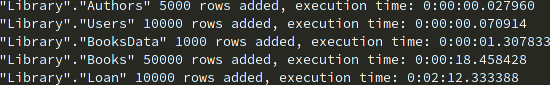 "Library"."Authors" 5000 rows added, execution time: 0:00:00.027960
"Library"."Users" 10000 rows added, execution time: 0:00:00.070914
"Library"."BooksData" 1000 rows added, execution time: 0:00:01.307833
"Library"."Books" 50000 rows added, execution time: 0:00:18.458428
"Library"."Loan" 10000 rows added, execution time: 0:02:12.333388